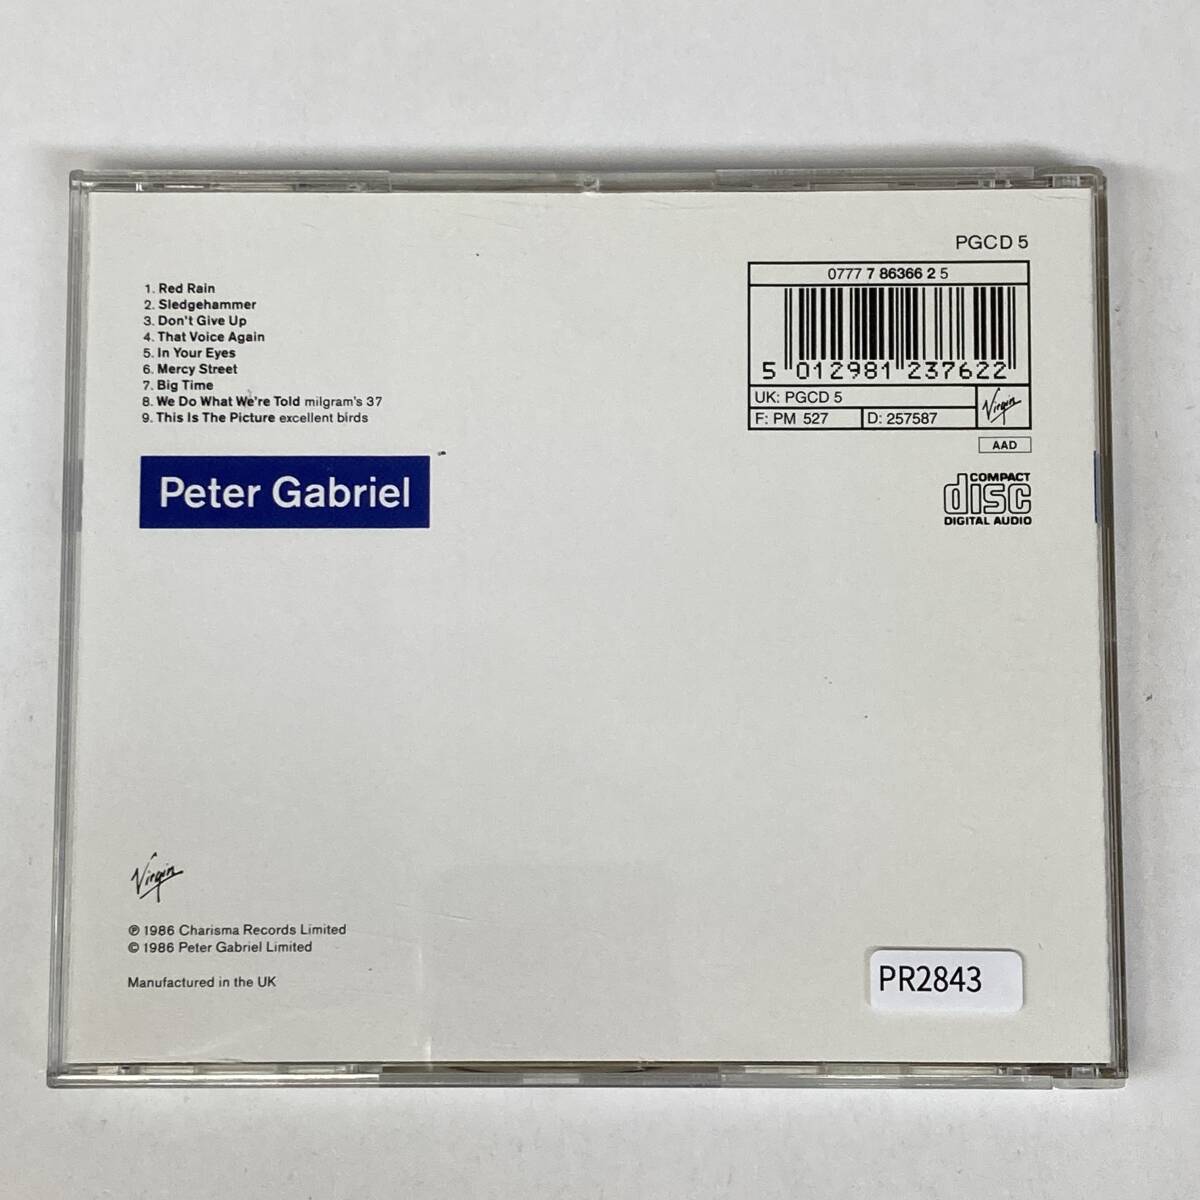 PGCD 5
0777 7 86366 2 5
5 012981 237622
UK: PGCD 5
F: PM 527 D: 257587
Virgin
AAD
COMPACT
disc
DIGITAL AUDIO
1. Red Rain
2. Sledgehammer
3. Don't Give Up
4. That Voice Again
5. In Your Eyes
6. Mercy Street
7. Big Time
8. We Do What We're Told milgram's 37
9. This Is The Picture excellent birds
Peter Gabriel
Virgin
℗ 1986 Charisma Records Limited
© 1986 Peter Gabriel Limited
Manufactured in the UK
PR2843